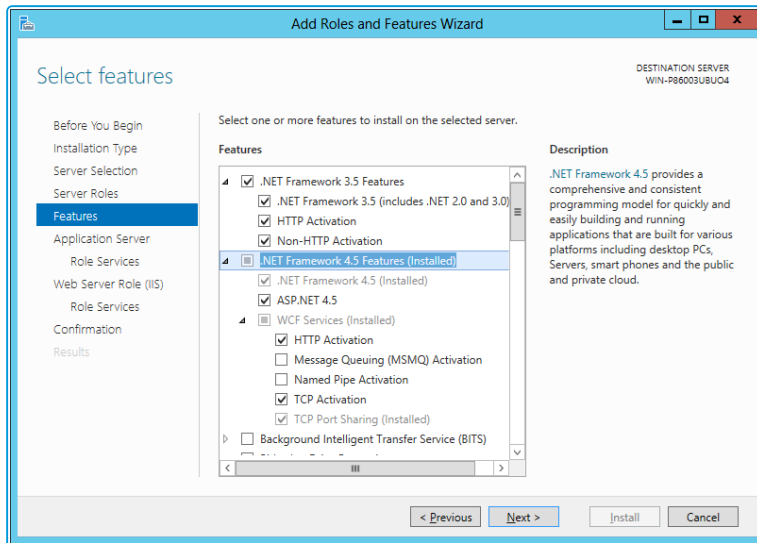 Add Roles and Features Wizard
Select features
DESTINATION SERVER
WIN-P86003UBUO4
Before You Begin
Installation Type
Server Selection
Server Roles
Features
Application Server
Role Services
Web Server Role (IIS)
Role Services
Confirmation
Results
Select one or more features to install on the selected server.
Features
.NET Framework 3.5 Features
.NET Framework 3.5 (includes .NET 2.0 and 3.0)
HTTP Activation
Non-HTTP Activation
.NET Framework 4.5 Features (Installed)
.NET Framework 4.5 (Installed)
ASP.NET 4.5
WCF Services (Installed)
HTTP Activation
Message Queuing (MSMQ) Activation
Named Pipe Activation
TCP Activation
TCP Port Sharing (Installed)
Background Intelligent Transfer Service (BITS)
Description
.NET Framework 4.5 provides a
comprehensive and consistent
programming model for quickly and
easily building and running
applications that are built for various
platforms including desktop PCs,
Servers, smart phones and the public
and private cloud.
< Previous
Next >
Install
Cancel